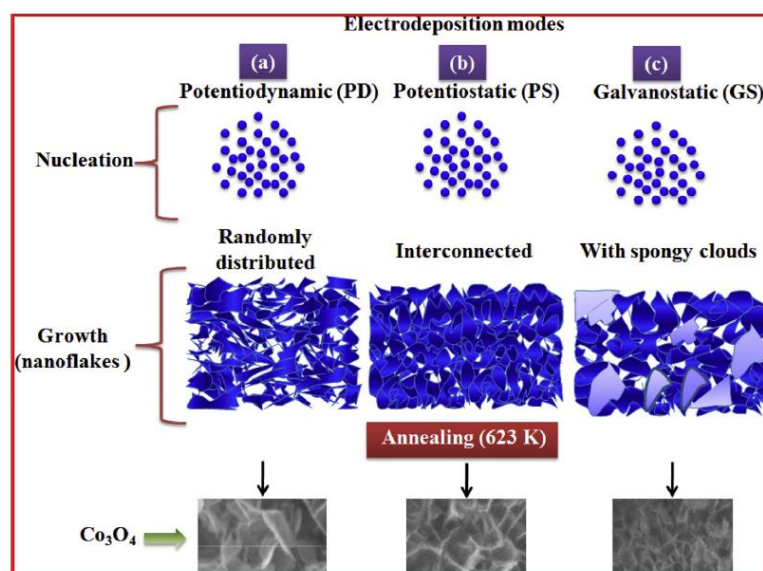 Electrodeposition modes
(a)
(b)
(c)
Potentiodynamic (PD)
Potentiostatic (PS)
Galvanostatic (GS)
Nucleation
Randomly
distributed
Interconnected
With spongy clouds
Growth
(nanoflakes )
Annealing (623 K)
Co₃O₄